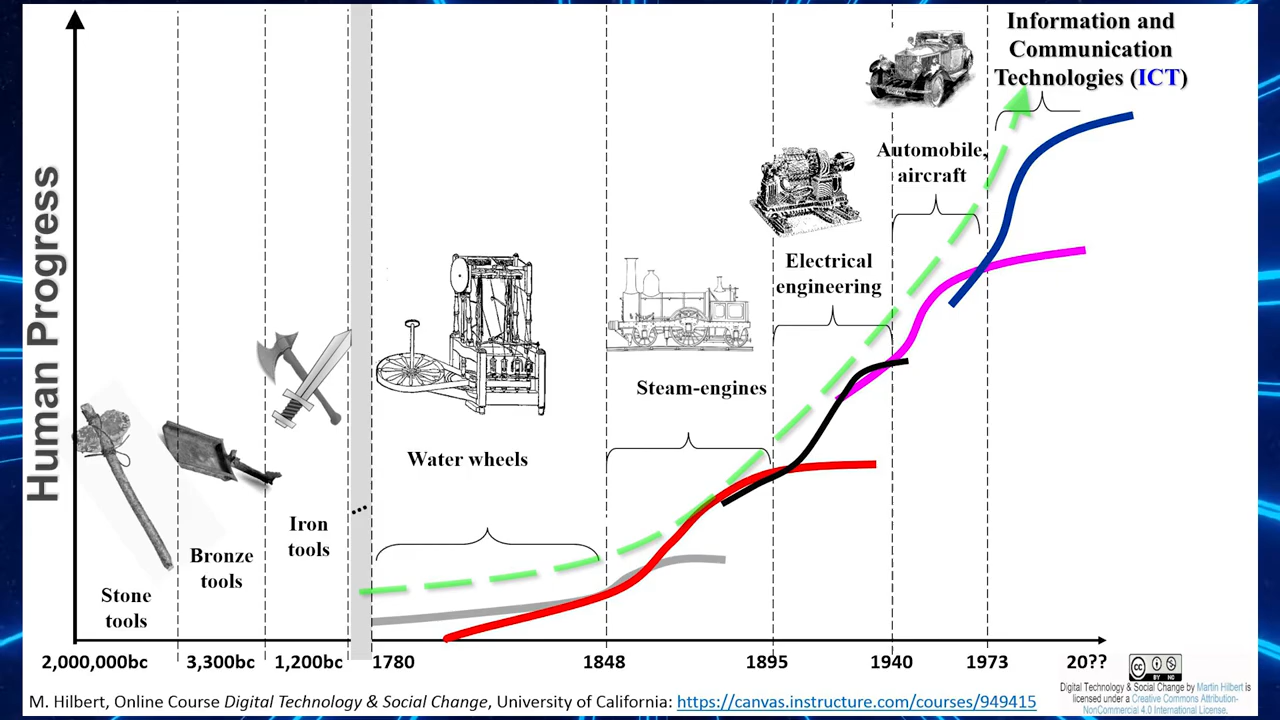 Human Progress
Information and
Communication
Technologies (ICT)
Automobile,
aircraft
Electrical
engineering
Steam-engines
Water wheels
...
Iron
tools
Bronze
tools
Stone
tools
2,000,000bc
3,300bc
1,200bc
1780
1848
1895
1940
1973
20??
M. Hilbert, Online Course Digital Technology & Social Change, University of California: https://canvas.instructure.com/courses/949415
cc
BY NC
Digital Technology & Social Change by Martin Hilbert is
licensed under a Creative Commons Attribution-
NonCommercial 4.0 International License.